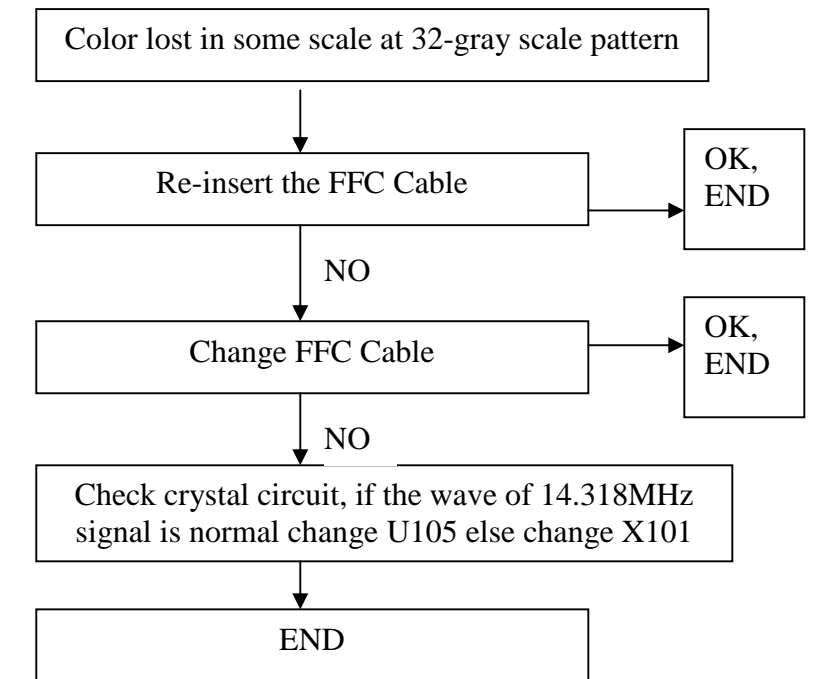 Color lost in some scale at 32-gray scale pattern
Re-insert the FFC Cable
OK,
END
NO
Change FFC Cable
OK,
END
NO
Check crystal circuit, if the wave of 14.318MHz
signal is normal change U105 else change X101
END